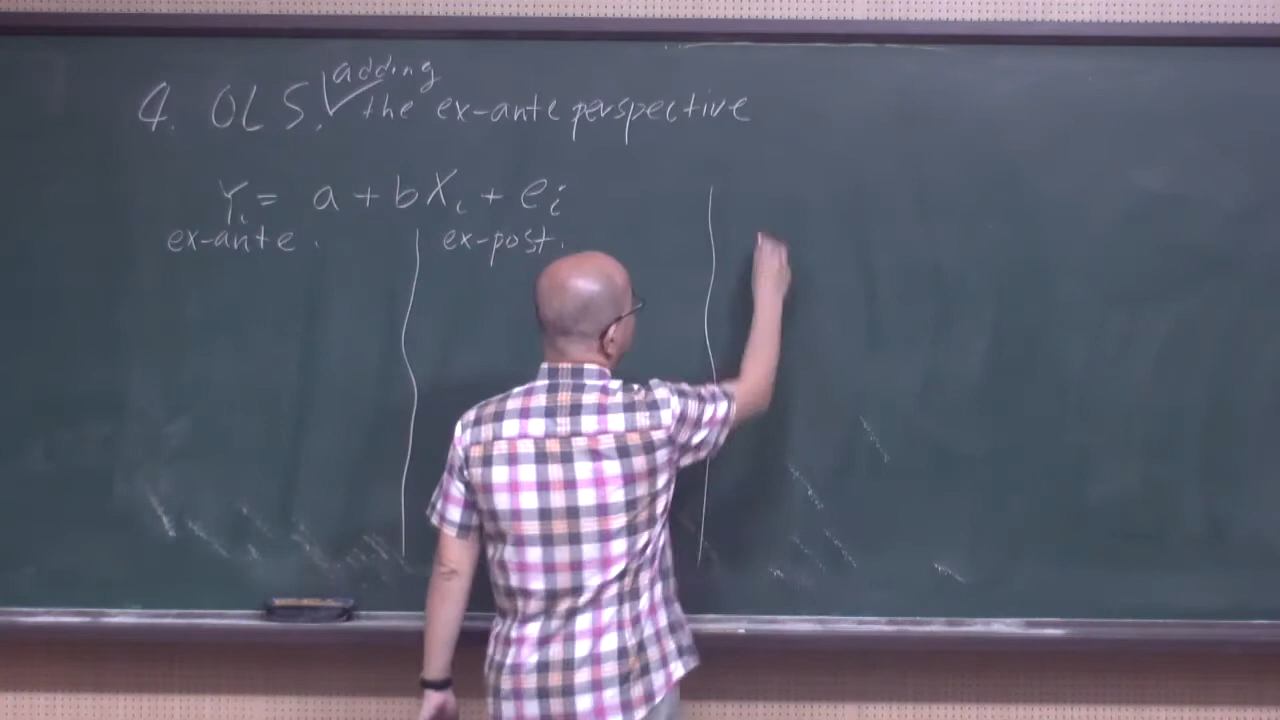 4. OLS. adding the ex-ante perspective
Yᵢ = a + bXᵢ + eᵢ
ex-ante. ex-post.